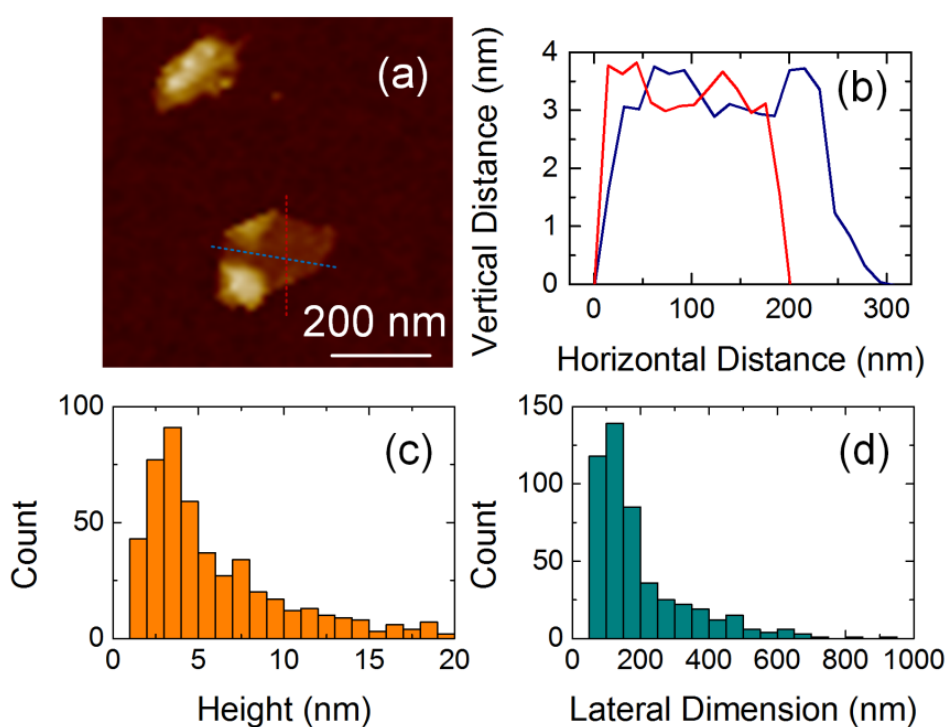 (a)
200 nm
Vertical Distance (nm)
4
3
2
1
0
(b)
0
100
200
300
Horizontal Distance (nm)
Count
100
50
0
(c)
0
5
10
15
20
Height (nm)
Count
150
100
50
0
(d)
0
200
400
600
800
1000
Lateral Dimension (nm)